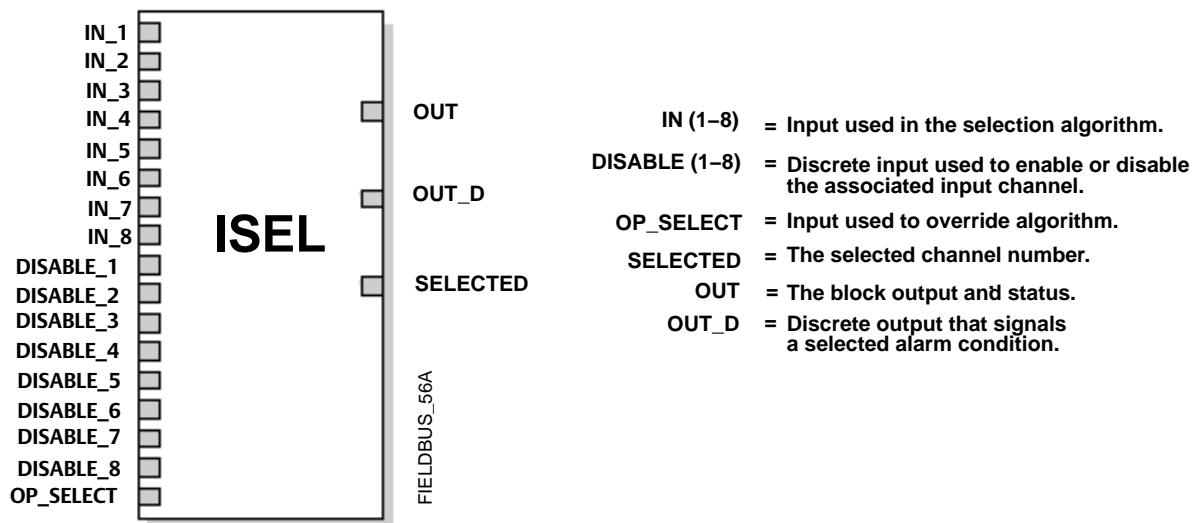 IN_1
IN_2
IN_3
IN_4
IN_5
IN_6
IN_7
IN_8
DISABLE_1
DISABLE_2
DISABLE_3
DISABLE_4
DISABLE_5
DISABLE_6
DISABLE_7
DISABLE_8
OP_SELECT
ISEL
OUT
OUT_D
SELECTED
FIELDBUS_56A
IN (1–8) = Input used in the selection algorithm.
DISABLE (1–8) = Discrete input used to enable or disable
the associated input channel.
OP_SELECT = Input used to override algorithm.
SELECTED = The selected channel number.
OUT = The block output and status.
OUT_D = Discrete output that signals
a selected alarm condition.